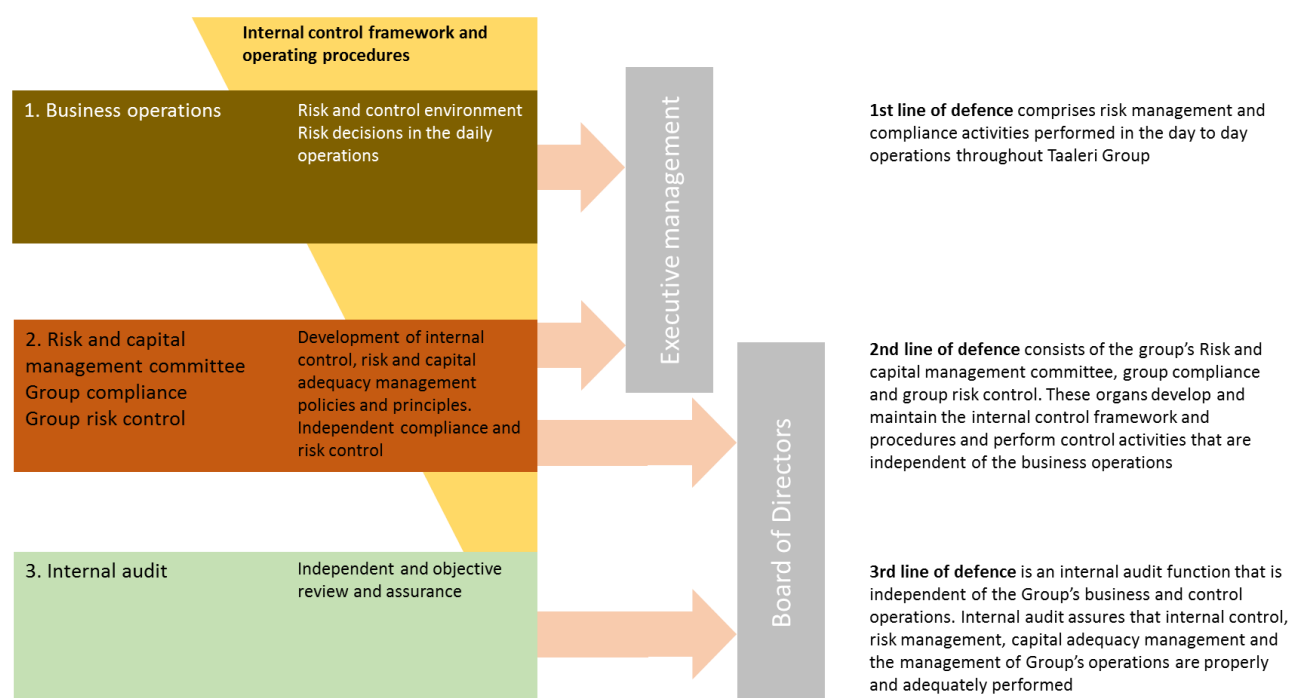 Internal control framework and
operating procedures
1. Business operations
Risk and control environment
Risk decisions in the daily
operations
Executive management
1st line of defence comprises risk management and
compliance activities performed in the day to day
operations throughout Taaleri Group
2. Risk and capital
management committee
Group compliance
Group risk control
Development of internal
control, risk and capital
adequacy management
policies and principles.
Independent compliance and
risk control
Board of Directors
2nd line of defence consists of the group's Risk and
capital management committee, group compliance
and group risk control. These organs develop and
maintain the internal control framework and
procedures and perform control activities that are
independent of the business operations
3. Internal audit
Independent and objective
review and assurance
3rd line of defence is an internal audit function that is
independent of the Group's business and control
operations. Internal audit assures that internal control,
risk management, capital adequacy management and
the management of Group's operations are properly
and adequately performed